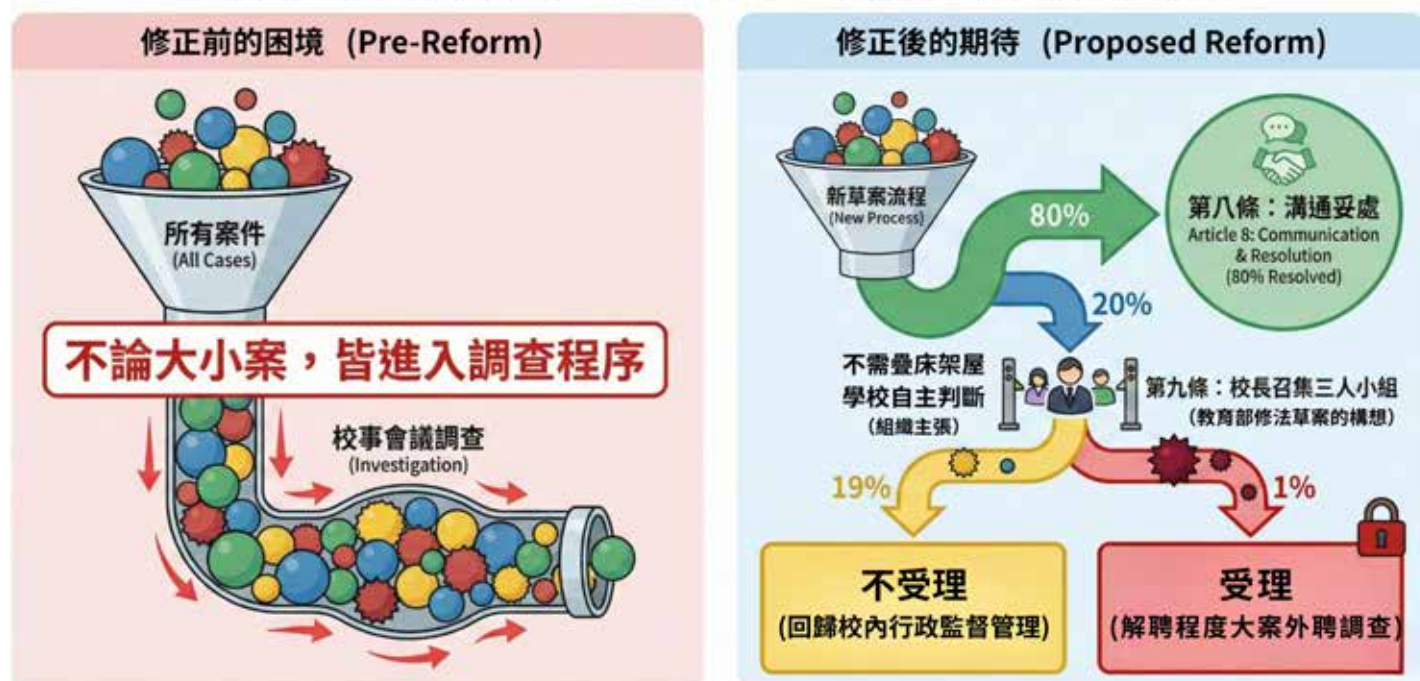 修正前的困境 (Pre-Reform)
所有案件
(All Cases)
不論大小案，皆進入調查程序
校事會議調查
(Investigation)
修正後的期待 (Proposed Reform)
新草案流程
(New Process)
80%
第八條：溝通妥處
Article 8: Communication
& Resolution
(80% Resolved)
20%
不需疊床架屋
學校自主判斷
(組織主張)
第九條：校長召集三人小組
(教育部修法草案的構想)
19%
1%
不受理
(回歸校內行政監督管理)
受理
(解聘程度大案外聘調查)